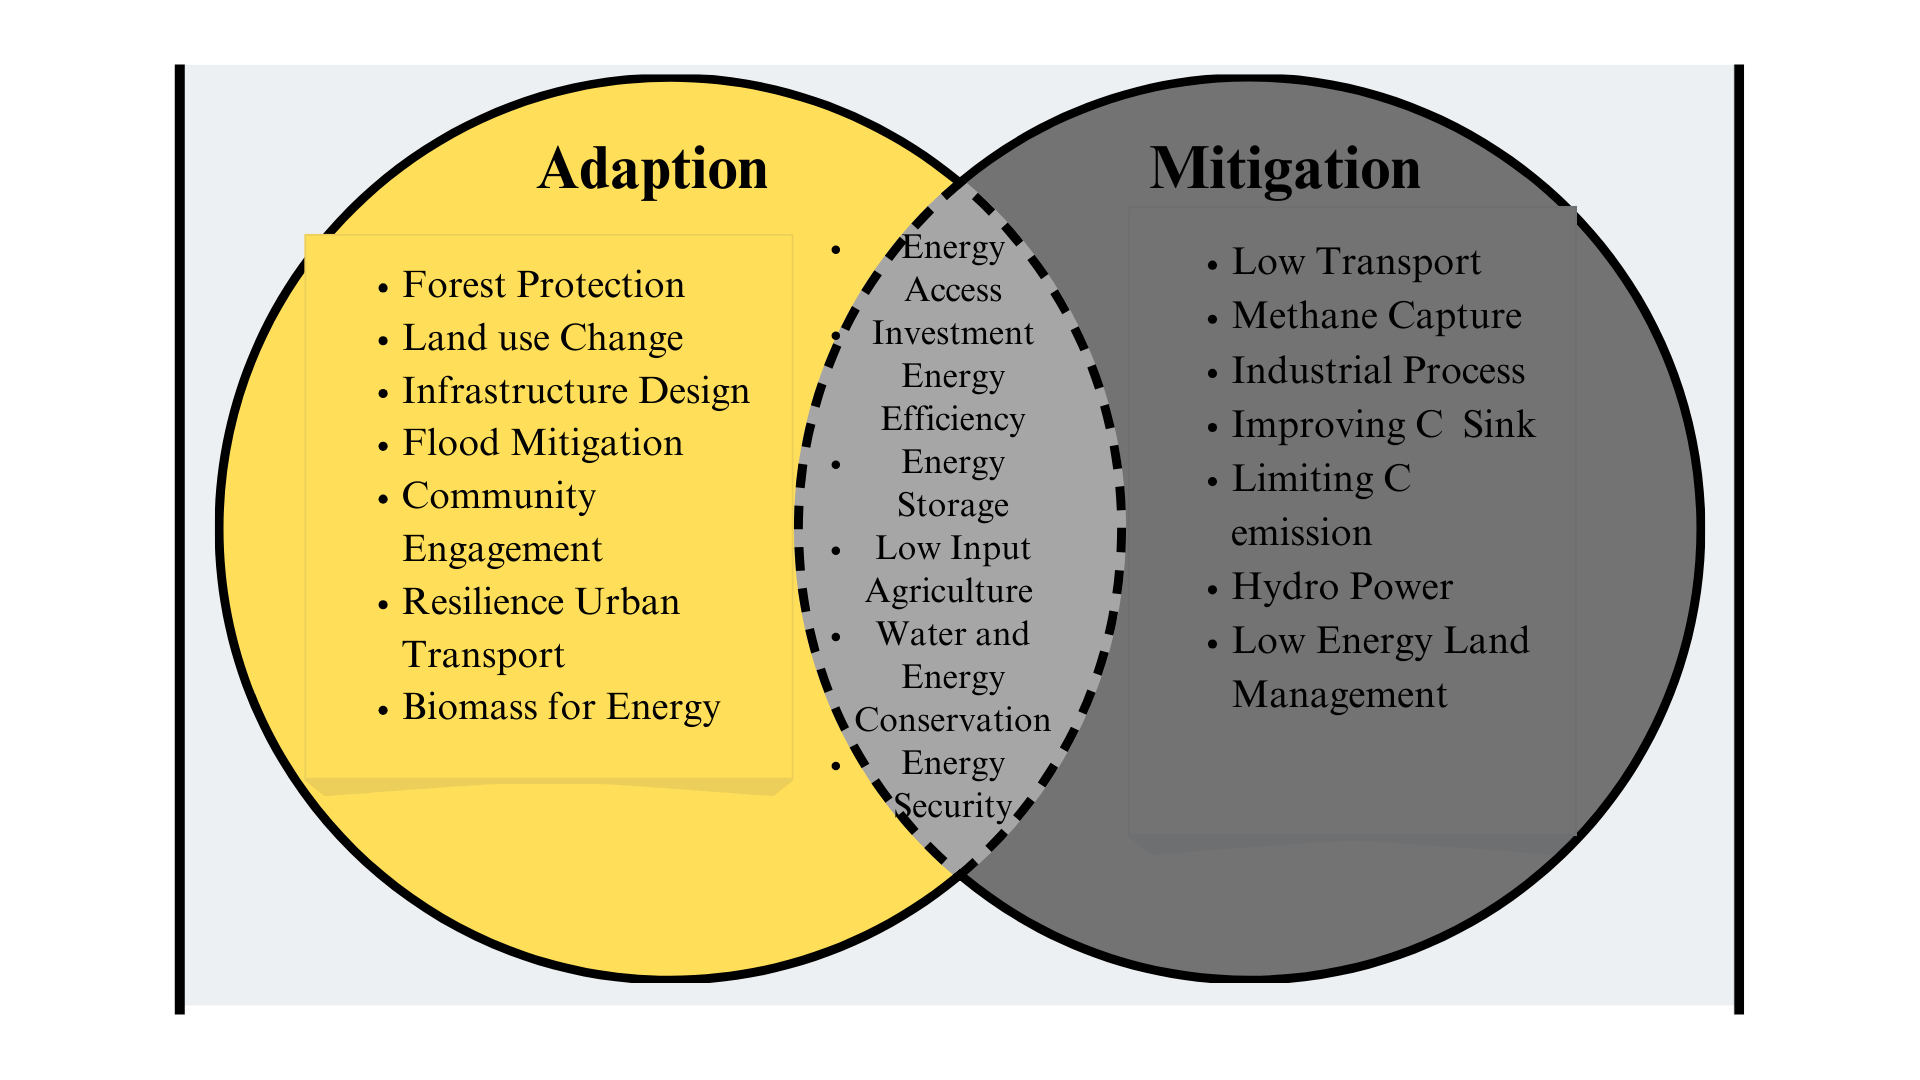 Adaption
• Forest Protection
• Land use Change
• Infrastructure Design
• Flood Mitigation
• Community
Engagement
• Resilience Urban
Transport
• Biomass for Energy
• Energy
Access
• Investment
Energy
Efficiency
• Energy
Storage
• Low Input
Agriculture
• Water and
Energy
Conservation
• Energy
Security
Mitigation
• Low Transport
• Methane Capture
• Industrial Process
• Improving C  Sink
• Limiting C
emission
• Hydro Power
• Low Energy Land
Management